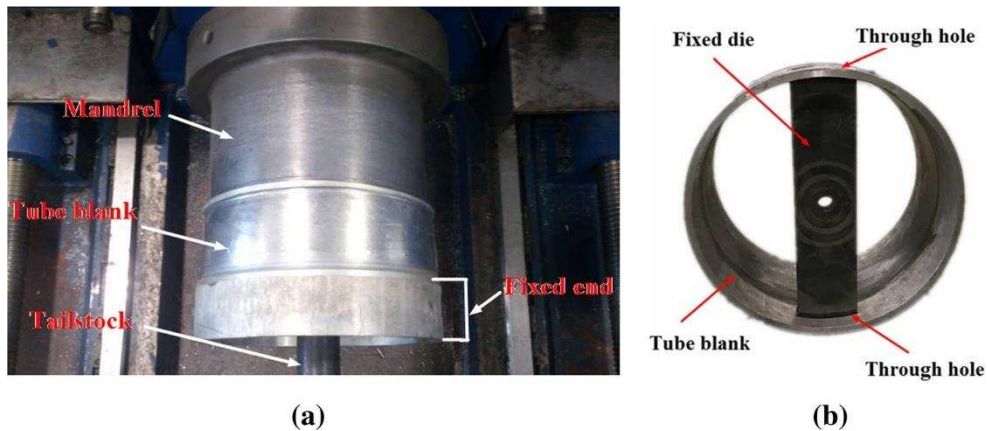 Mandrel
Tube blank
Fixed end
Tailstock
(a)
Fixed die
Through hole
Tube blank
Through hole
(b)